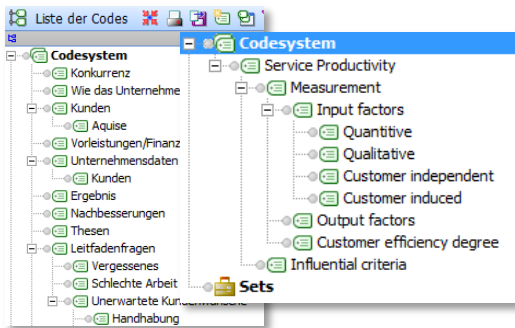 Liste der Codes
Codesystem
Konkurrenz
Wie das Unternehme
Kunden
Aquise
Vorleistungen/Finanz
Unternehmensdaten
Kunden
Ergebnis
Nachbesserungen
Thesen
Leitfadenfragen
Vergessenes
Schlechte Arbeit
Unerwartete Kundenwünsche
Handhabung
Codesystem
Service Productivity
Measurement
Input factors
Quantitive
Qualitative
Customer independent
Customer induced
Output factors
Customer efficiency degree
Influential criteria
Sets